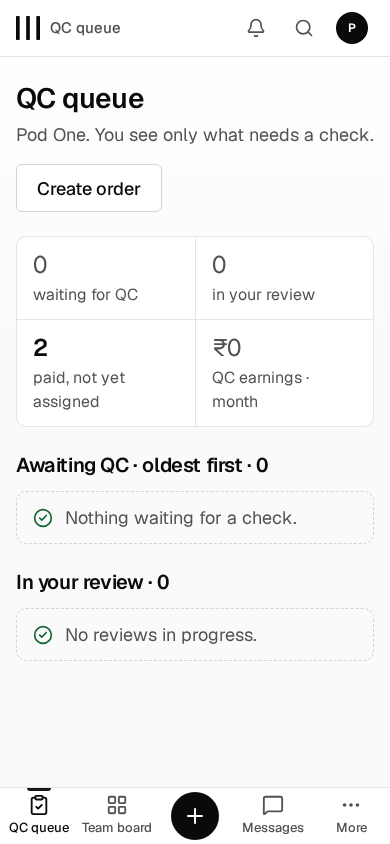 QC queue
P
QC queue
Pod One. You see only what needs a check.
Create order
0
waiting for QC
0
in your review
2
paid, not yet
assigned
₹0
QC earnings ·
month
Awaiting QC · oldest first · 0
Nothing waiting for a check.
In your review · 0
No reviews in progress.
QC queue
Team board
Messages
More